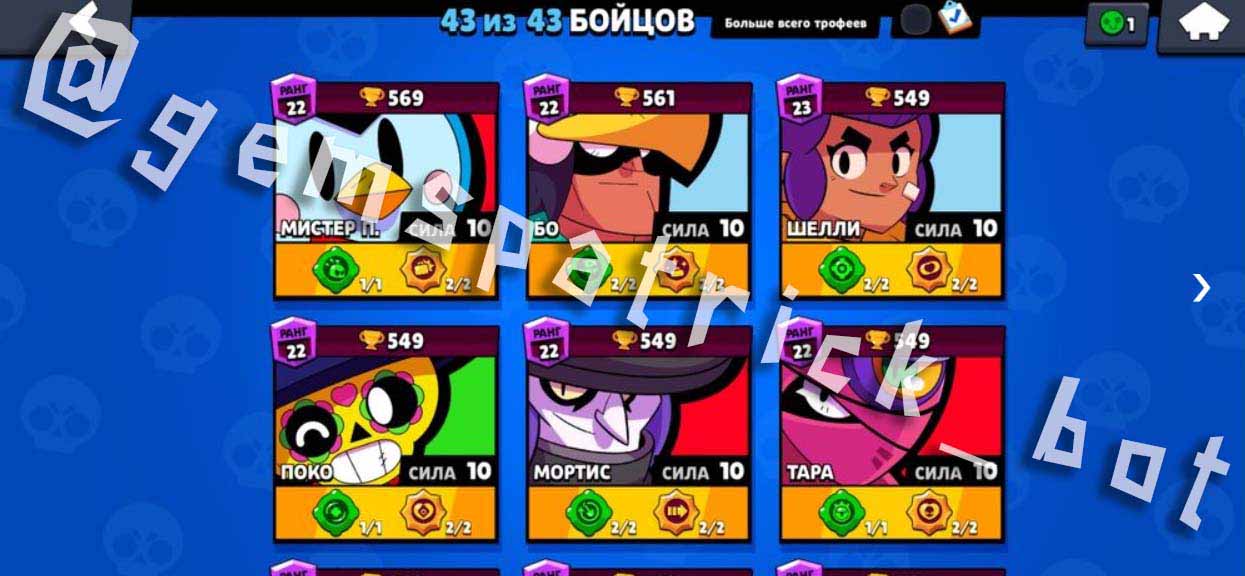 43 из 43 БОЙЦОВ
Больше всего трофеев
1
РАНГ 22 569
РАНГ 22 561
РАНГ 23 549
МИСТЕР П. СИЛА 10
БО СИЛА 10
ШЕЛЛИ СИЛА 10
1/1 2/2
2/2 2/2
2/2 2/2
РАНГ 22 549
РАНГ 22 549
РАНГ 22 549
ПОКО СИЛА 10
МОРТИС СИЛА 10
ТАРА СИЛА 10
1/1 2/2
2/2 2/2
1/1 2/2
@gemspatrick_bot